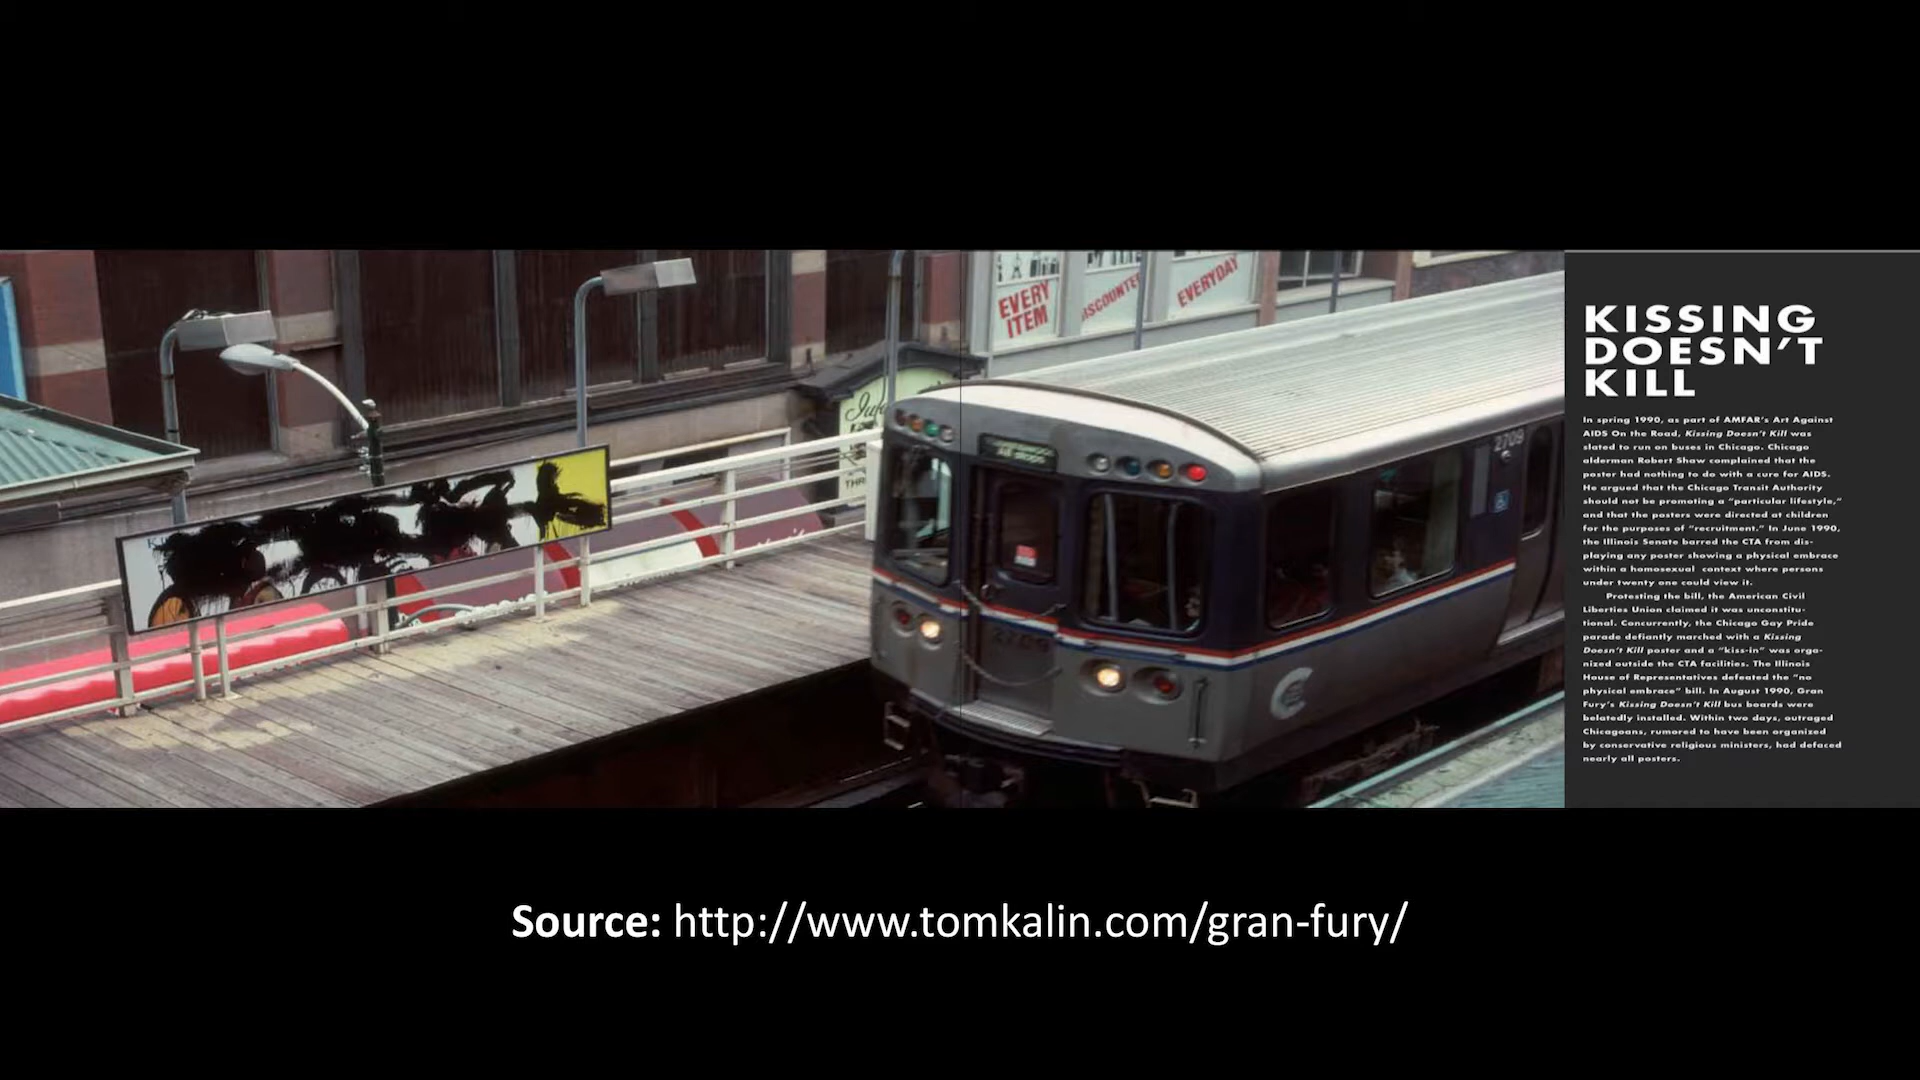 EVERY
ITEM
DISCOUNTED
EVERYDAY
2709
KISSING
DOESN'T
KILL
In spring 1990, as part of AMFAR's Art Against
AIDS On the Road, Kissing Doesn't Kill was
slated to run on buses in Chicago. Chicago
alderman Robert Shaw complained that the
poster had nothing to do with a cure for AIDS.
He argued that the Chicago Transit Authority
should not be promoting a "particular lifestyle,"
and that the posters were directed at children
for the purposes of "recruitment." In June 1990,
the Illinois Senate barred the CTA from dis-
playing any poster showing a physical embrace
within a homosexual context where persons
under twenty one could view it.
Protesting the bill, the American Civil
Liberties Union claimed it was unconstitu-
tional. Concurrently, the Chicago Gay Pride
parade defiantly marched with a Kissing
Doesn't Kill poster and a "kiss-in" was orga-
nized outside the CTA facilities. The Illinois
House of Representatives defeated the "no
physical embrace" bill. In August 1990, Gran
Fury's Kissing Doesn't Kill bus boards were
belatedly installed. Within two days, outraged
Chicagoans, rumored to have been organized
by conservative religious ministers, had defaced
nearly all posters.
Source: http://www.tomkalin.com/gran-fury/